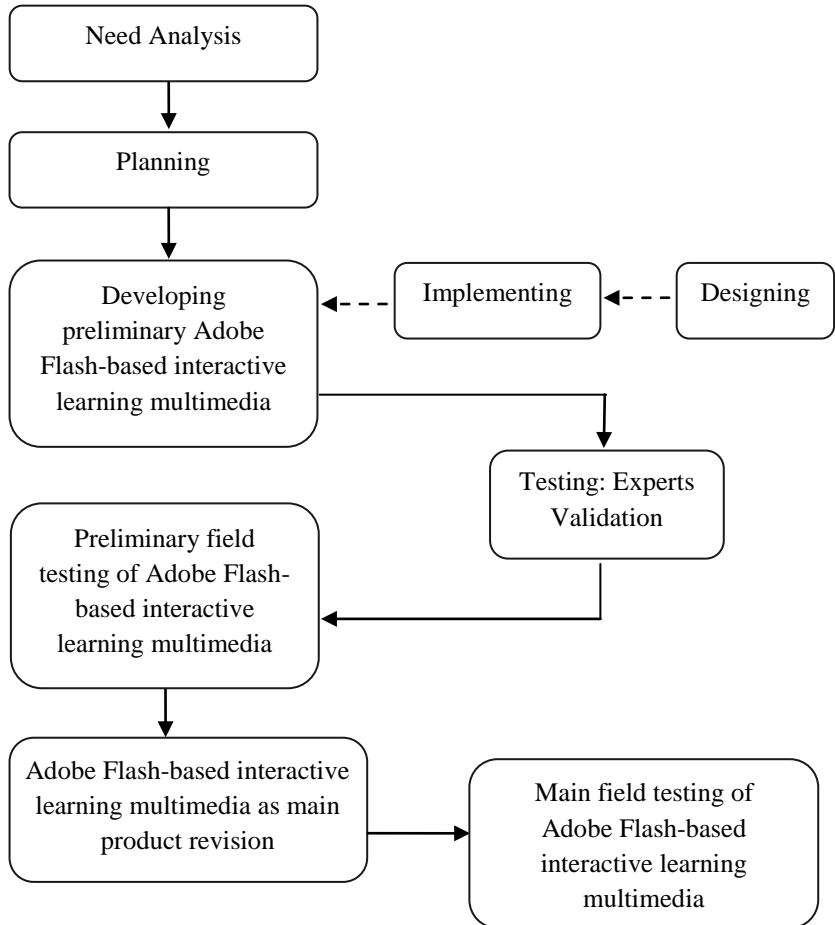 Need Analysis
Planning
Developing
preliminary Adobe
Flash-based interactive
learning multimedia
Implementing
Designing
Testing: Experts
Validation
Preliminary field
testing of Adobe Flash-
based interactive
learning multimedia
Adobe Flash-based interactive
learning multimedia as main
product revision
Main field testing of
Adobe Flash-based
interactive learning
multimedia